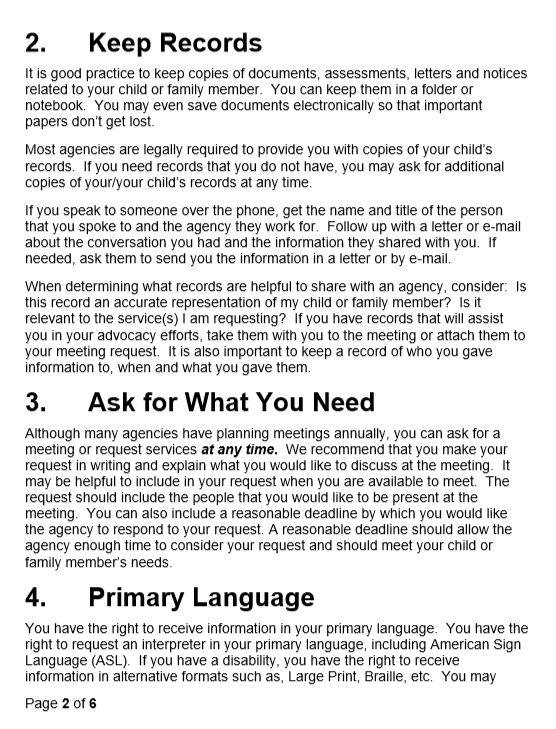 2. Keep Records
It is good practice to keep copies of documents, assessments, letters and notices
related to your child or family member.  You can keep them in a folder or
notebook.  You may even save documents electronically so that important
papers don’t get lost.
Most agencies are legally required to provide you with copies of your child’s
records.  If you need records that you do not have, you may ask for additional
copies of your/your child’s records at any time.
If you speak to someone over the phone, get the name and title of the person
that you spoke to and the agency they work for.  Follow up with a letter or e-mail
about the conversation you had and the information they shared with you.  If
needed, ask them to send you the information in a letter or by e-mail.
When determining what records are helpful to share with an agency, consider:  Is
this record an accurate representation of my child or family member?  Is it
relevant to the service(s) I am requesting?  If you have records that will assist
you in your advocacy efforts, take them with you to the meeting or attach them to
your meeting request.  It is also important to keep a record of who you gave
information to, when and what you gave them.
3. Ask for What You Need
Although many agencies have planning meetings annually, you can ask for a
meeting or request services at any time.  We recommend that you make your
request in writing and explain what you would like to discuss at the meeting.  It
may be helpful to include in your request when you are available to meet.  The
request should include the people that you would like to be present at the
meeting.  You can also include a reasonable deadline by which you would like
the agency to respond to your request. A reasonable deadline should allow the
agency enough time to consider your request and should meet your child or
family member’s needs.
4. Primary Language
You have the right to receive information in your primary language.  You have the
right to request an interpreter in your primary language, including American Sign
Language (ASL).  If you have a disability, you have the right to receive
information in alternative formats such as, Large Print, Braille, etc.  You may
Page 2 of 6